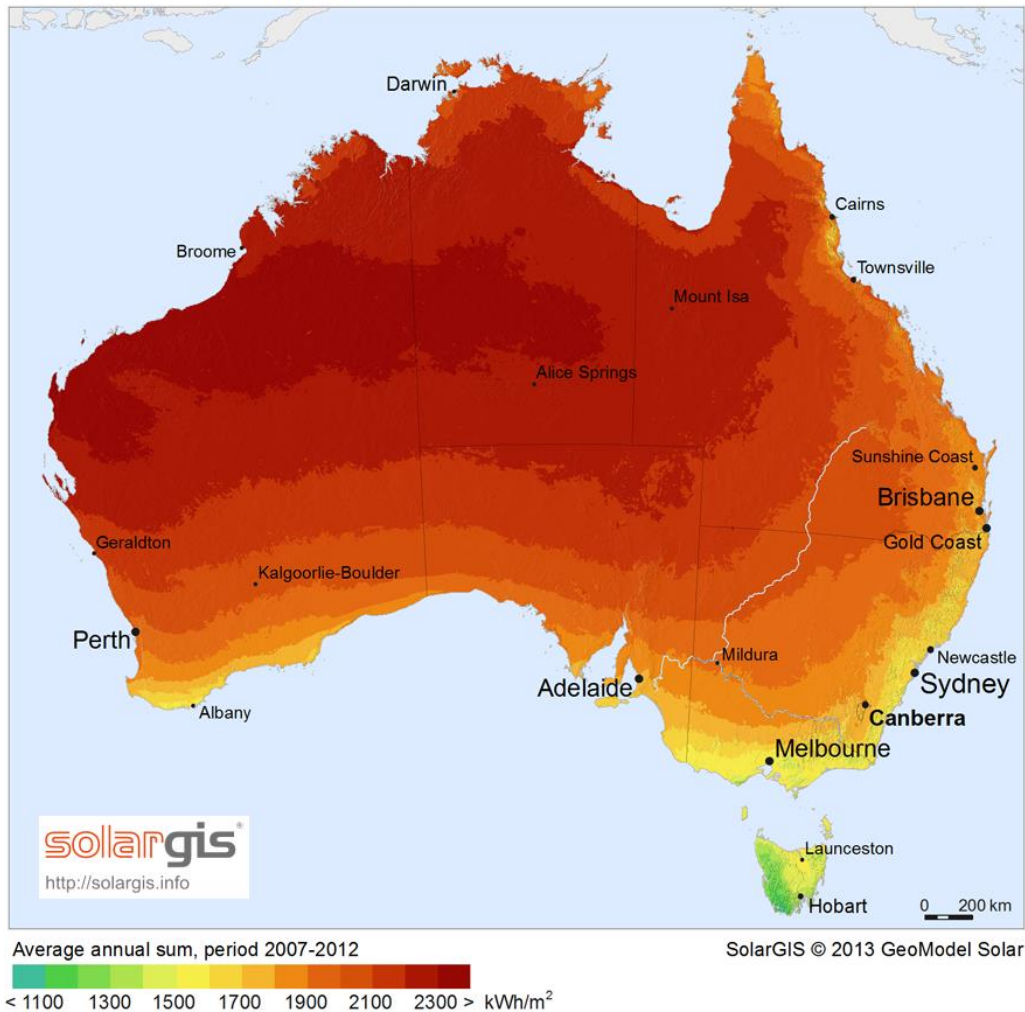 Darwin
Cairns
Broome
Townsville
Mount Isa
Alice Springs
Sunshine Coast
Brisbane
Gold Coast
Geraldton
Kalgoorlie-Boulder
Perth
Mildura
Newcastle
Adelaide
Sydney
Albany
Canberra
Melbourne
solargis®
http://solargis.info
Launceston
Hobart
0 200 km
Average annual sum, period 2007-2012
SolarGIS © 2013 GeoModel Solar
< 1100 1300 1500 1700 1900 2100 2300 > kWh/m²